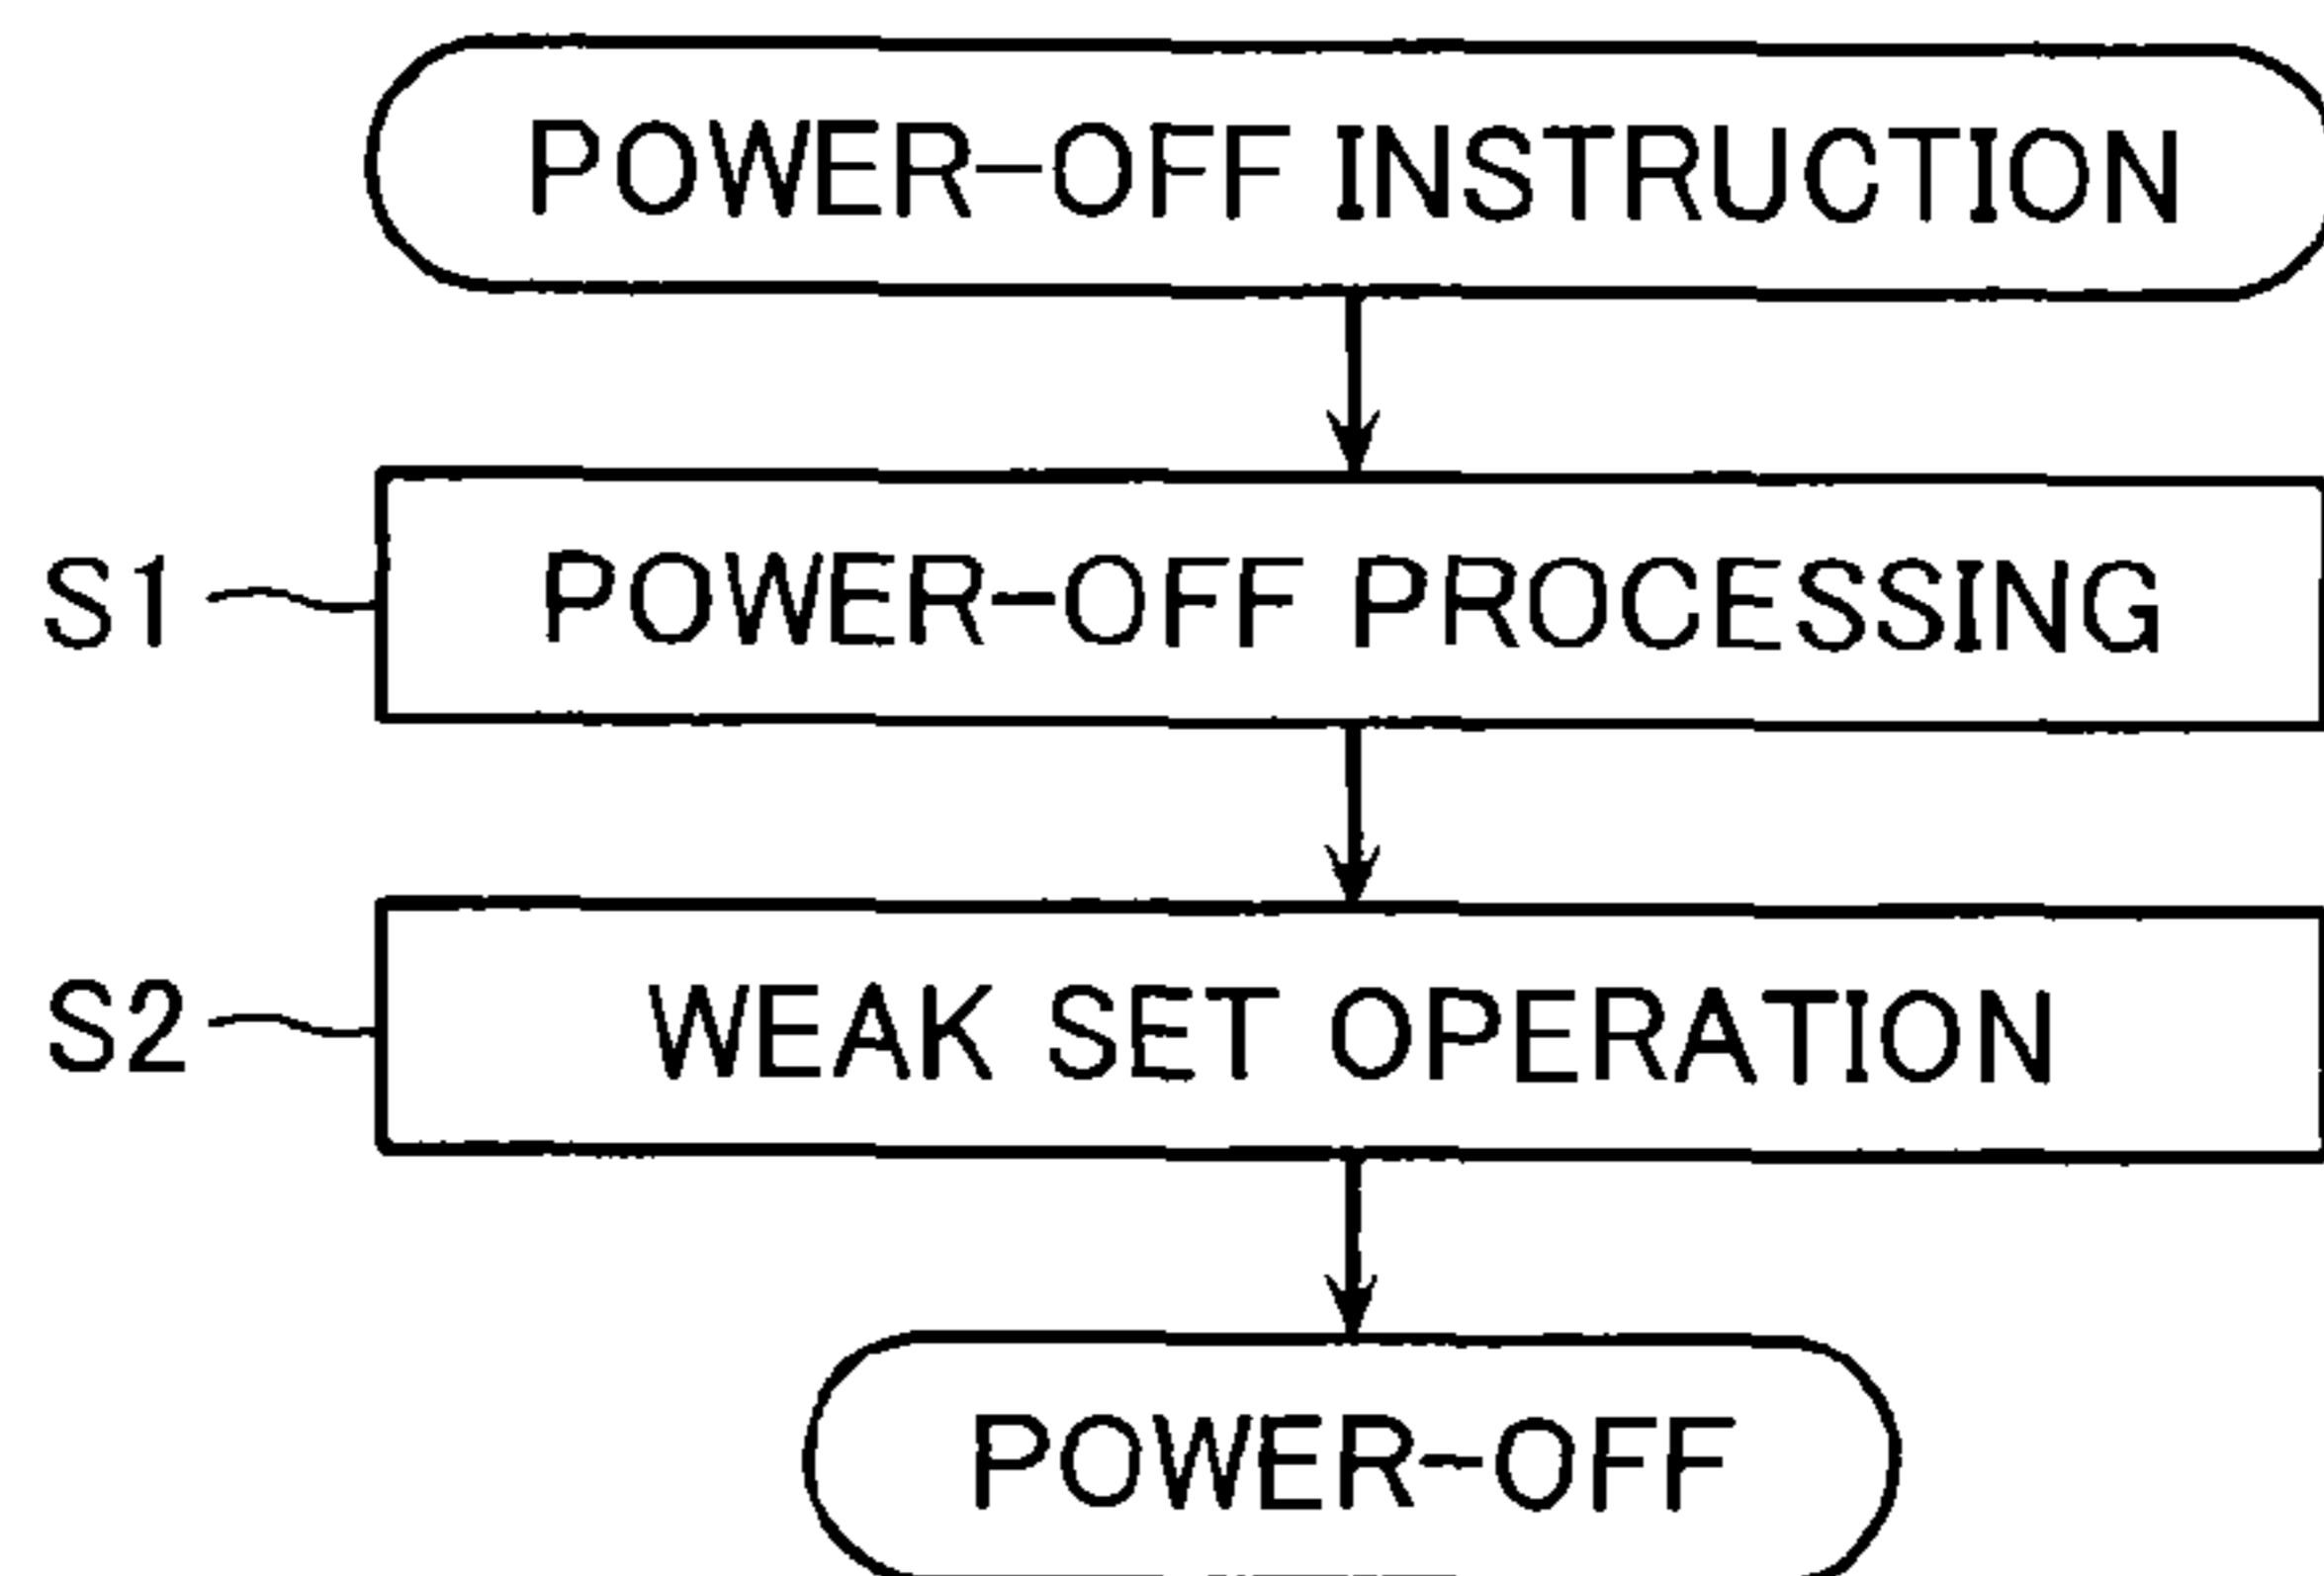 POWER-OFF INSTRUCTION
S1 POWER-OFF PROCESSING
S2 WEAK SET OPERATION
POWER-OFF